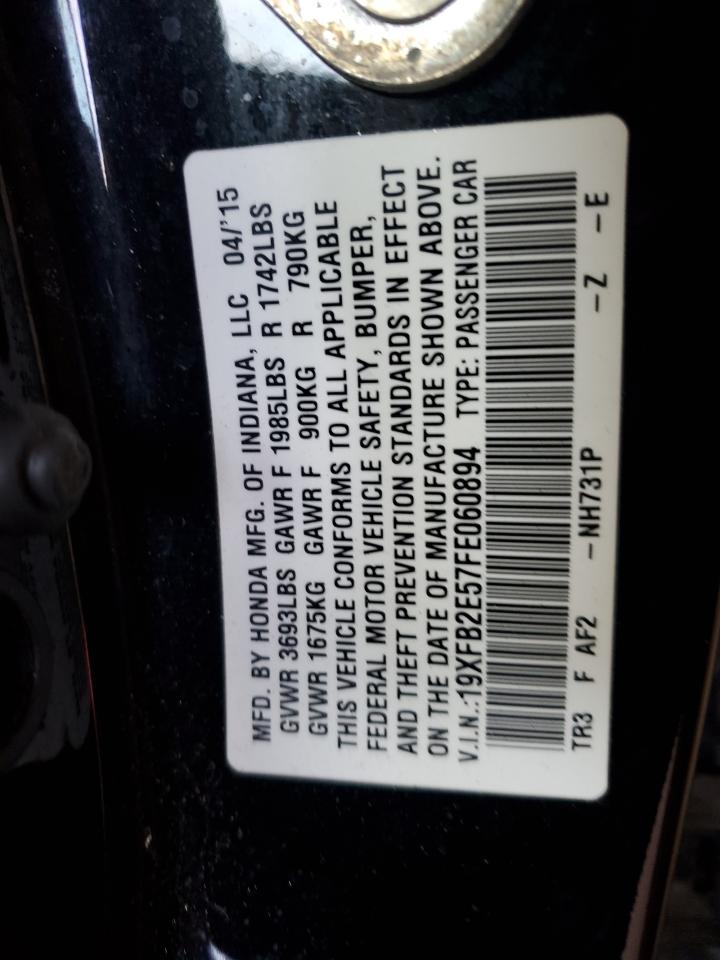 MFD. BY HONDA MFG. OF INDIANA, LLC 04/'15
GVWR 3693LBS GAWR F 1985LBS R 1742LBS
GVWR 1675KG GAWR F 900KG R 790KG
THIS VEHICLE CONFORMS TO ALL APPLICABLE
FEDERAL MOTOR VEHICLE SAFETY, BUMPER,
AND THEFT PREVENTION STANDARDS IN EFFECT
ON THE DATE OF MANUFACTURE SHOWN ABOVE.
V.I.N.:19XFB2E57FE060894 TYPE: PASSENGER CAR
TR3 F AF2 –NH731P –Z –E